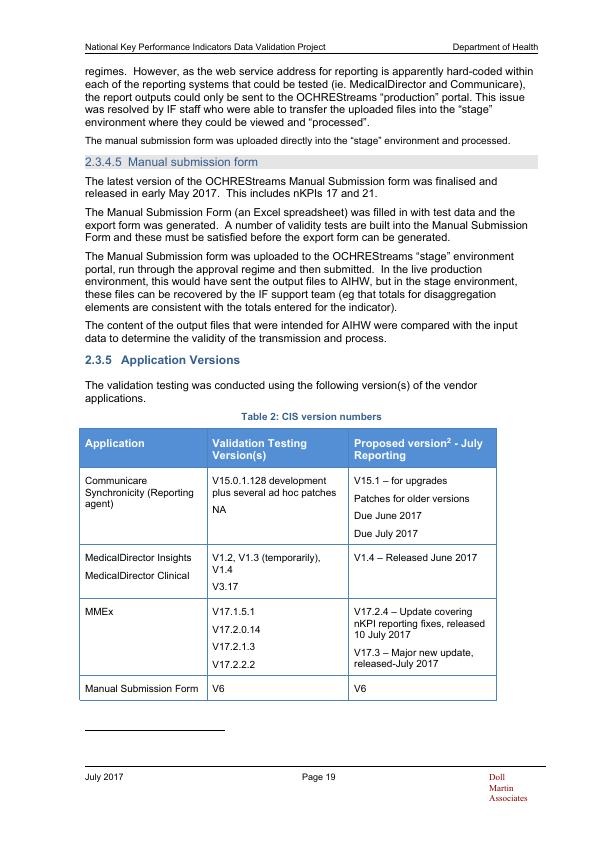 National Key Performance Indicators Data Validation Project Department of Health
regimes. However, as the web service address for reporting is apparently hard-coded within
each of the reporting systems that could be tested (ie. MedicalDirector and Communicare),
the report outputs could only be sent to the OCHREStreams “production” portal. This issue
was resolved by IF staff who were able to transfer the uploaded files into the “stage”
environment where they could be viewed and “processed”.
The manual submission form was uploaded directly into the “stage” environment and processed.
2.3.4.5 Manual submission form
The latest version of the OCHREStreams Manual Submission form was finalised and
released in early May 2017. This includes nKPIs 17 and 21.
The Manual Submission Form (an Excel spreadsheet) was filled in with test data and the
export form was generated. A number of validity tests are built into the Manual Submission
Form and these must be satisfied before the export form can be generated.
The Manual Submission form was uploaded to the OCHREStreams “stage” environment
portal, run through the approval regime and then submitted. In the live production
environment, this would have sent the output files to AIHW, but in the stage environment,
these files can be recovered by the IF support team (eg that totals for disaggregation
elements are consistent with the totals entered for the indicator).
The content of the output files that were intended for AIHW were compared with the input
data to determine the validity of the transmission and process.
2.3.5 Application Versions
The validation testing was conducted using the following version(s) of the vendor
applications.
Table 2: CIS version numbers
Application
Validation Testing
Version(s)
Proposed version2 - July
Reporting
Communicare
Synchronicity (Reporting
agent)
V15.0.1.128 development
plus several ad hoc patches
NA
V15.1 – for upgrades
Patches for older versions
Due June 2017
Due July 2017
MedicalDirector Insights
MedicalDirector Clinical
V1.2, V1.3 (temporarily),
V1.4
V3.17
V1.4 – Released June 2017
MMEx
V17.1.5.1
V17.2.0.14
V17.2.1.3
V17.2.2.2
V17.2.4 – Update covering
nKPI reporting fixes, released
10 July 2017
V17.3 – Major new update,
released-July 2017
Manual Submission Form
V6
V6
July 2017 Page 19 Doll
Martin
Associates